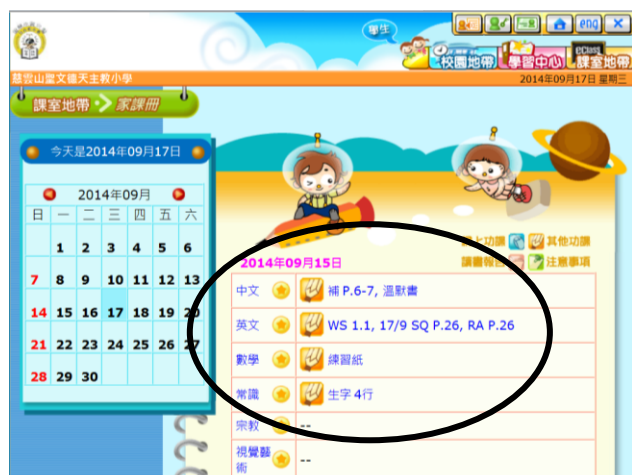 學生
eng
校園地帶 學習中心 eClass 課室地帶
慈雲山聖文德天主教小學
2014年09月17日 星期三
課室地帶 家課冊
今天是2014年09月17日
2014年09月
日 一 二 三 四 五 六
1 2 3 4 5 6
7 8 9 10 11 12 13
14 15 16 17 18 19 20
21 22 23 24 25 26 27
28 29 30
上功課 其他功課
讀書報告 注意事項
2014年09月15日
中文 補 P.6-7, 溫默書
英文 WS 1.1, 17/9 SQ P.26, RA P.26
數學 練習紙
常識 生字 4行
宗教 --
視覺藝術 --